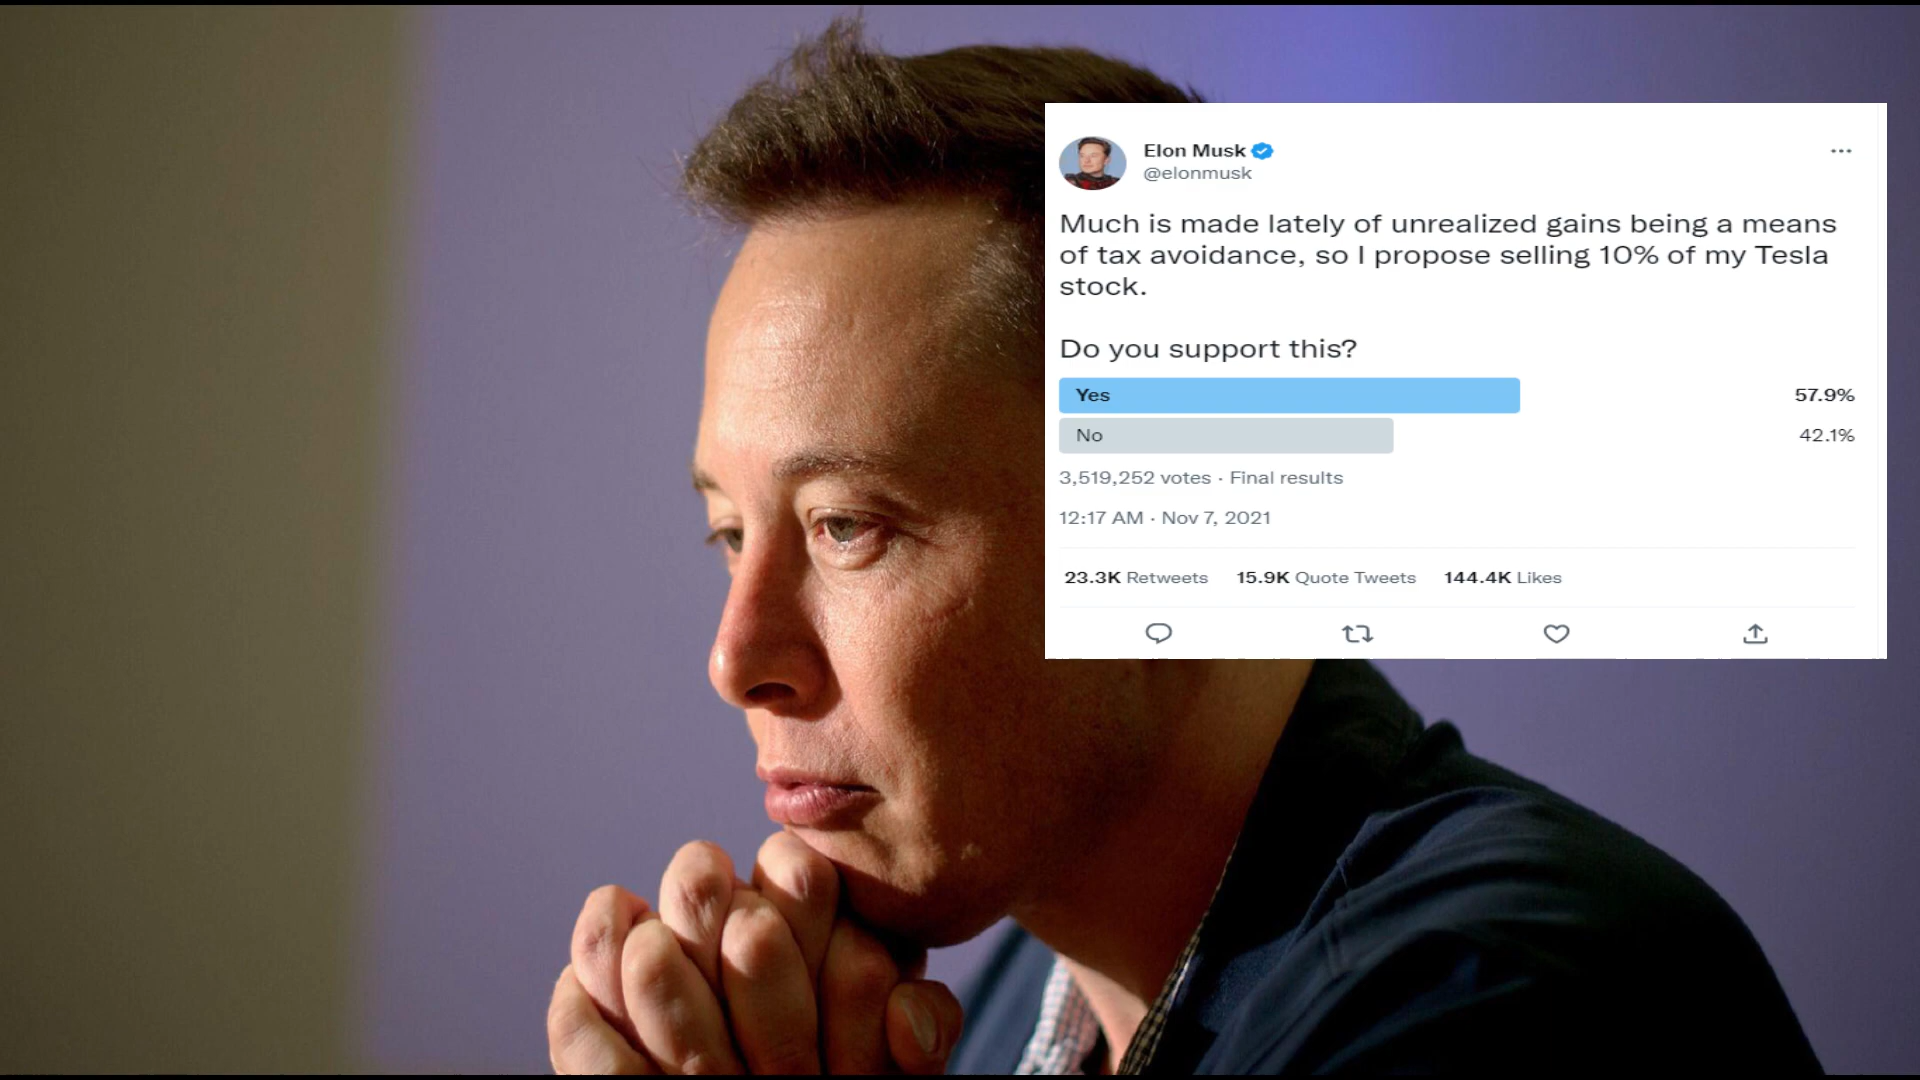 Elon Musk
@elonmusk
Much is made lately of unrealized gains being a means
of tax avoidance, so I propose selling 10% of my Tesla
stock.
Do you support this?
Yes 57.9%
No 42.1%
3,519,252 votes · Final results
12:17 AM · Nov 7, 2021
23.3K Retweets 15.9K Quote Tweets 144.4K Likes